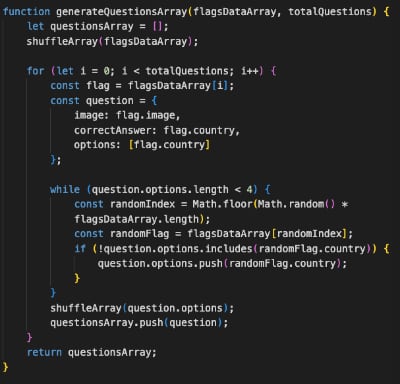 function generateQuestionsArray(flagsDataArray, totalQuestions) {
let questionsArray = [];
shuffleArray(flagsDataArray);
for (let i = 0; i < totalQuestions; i++) {
const flag = flagsDataArray[i];
const question = {
image: flag.image,
correctAnswer: flag.country,
options: [flag.country]
};
while (question.options.length < 4) {
const randomIndex = Math.floor(Math.random() *
flagsDataArray.length);
const randomFlag = flagsDataArray[randomIndex];
if (!question.options.includes(randomFlag.country)) {
question.options.push(randomFlag.country);
}
}
shuffleArray(question.options);
questionsArray.push(question);
}
return questionsArray;
}